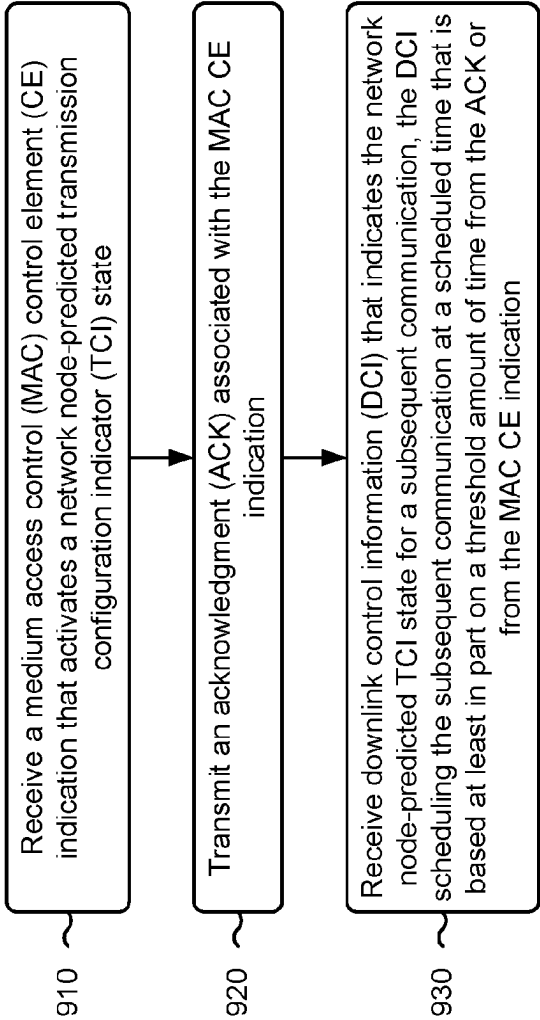 910
Receive a medium access control (MAC) control element (CE)
indication that activates a network node-predicted transmission
configuration indicator (TCI) state
920
Transmit an acknowledgment (ACK) associated with the MAC CE
indication
930
Receive downlink control information (DCI) that indicates the network
node-predicted TCI state for a subsequent communication, the DCI
scheduling the subsequent communication at a scheduled time that is
based at least in part on a threshold amount of time from the ACK or
from the MAC CE indication